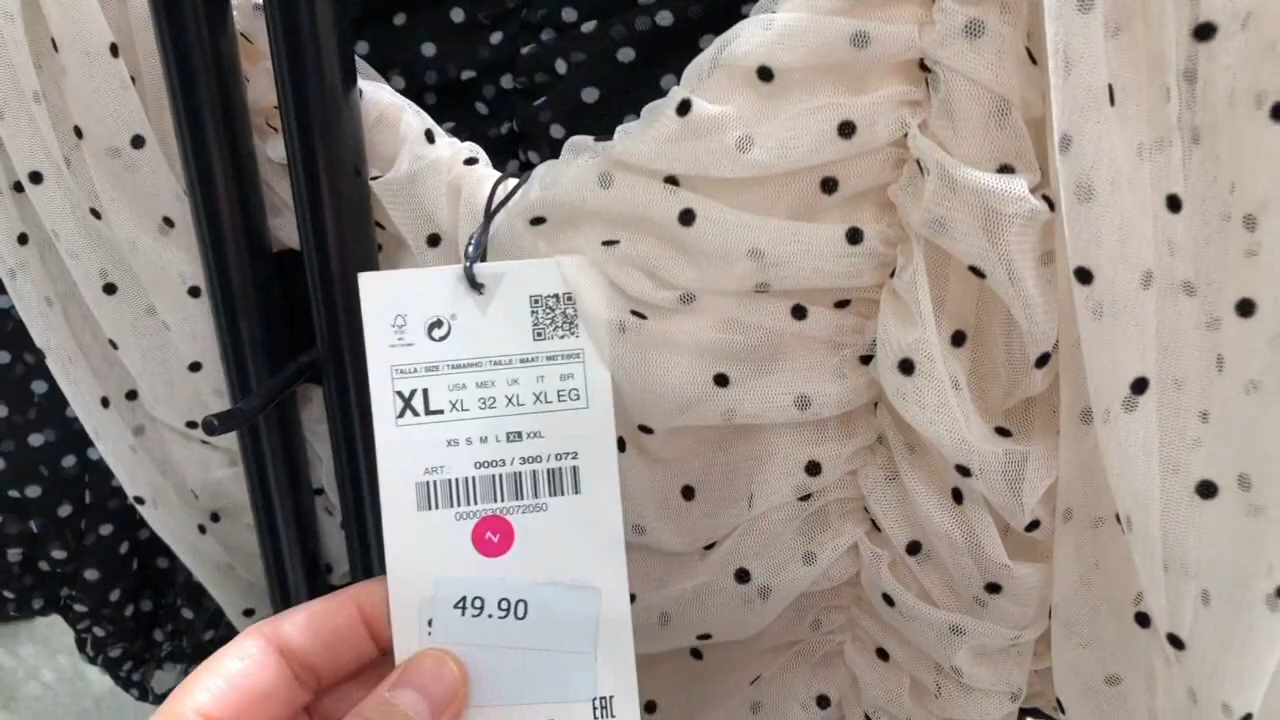 FSC
TALLA / SIZE / TAMANHO / TAILLE / MAAT / ΜΕΓΕΘΟΣ
XL
USA MEX UK IT BR
XL 32 XL XL EG
XS S M L XL XXL
ART.: 0003 / 300 / 072
00003300072050
49.90
EAC